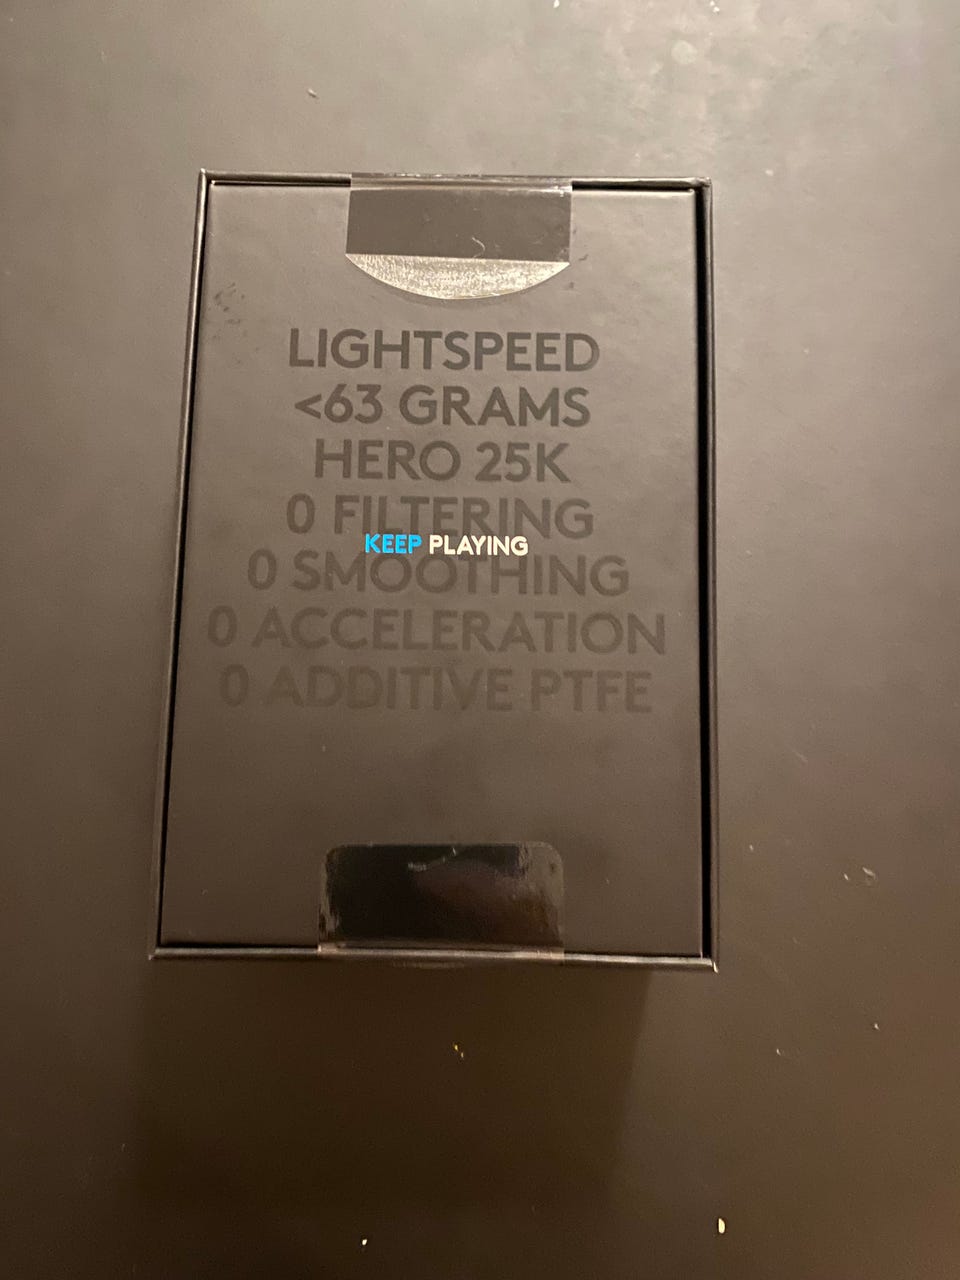 LIGHTSPEED
<63 GRAMS
HERO 25K
0 FILTERING
KEEP PLAYING
0 SMOOTHING
0 ACCELERATION
0 ADDITIVE PTFE